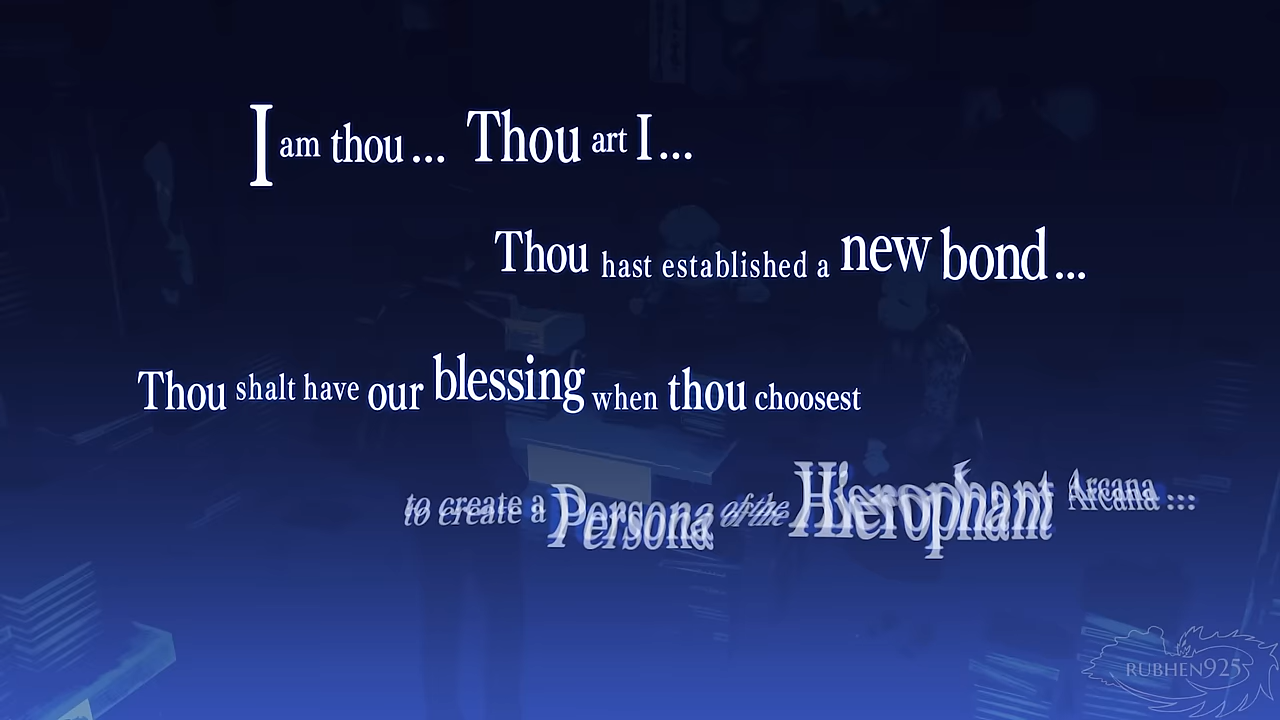 I am thou... Thou art I...
Thou hast established a new bond...
Thou shalt have our blessing when thou choosest
to create a Persona of the Hierophant Arcana...
RUBHEN925